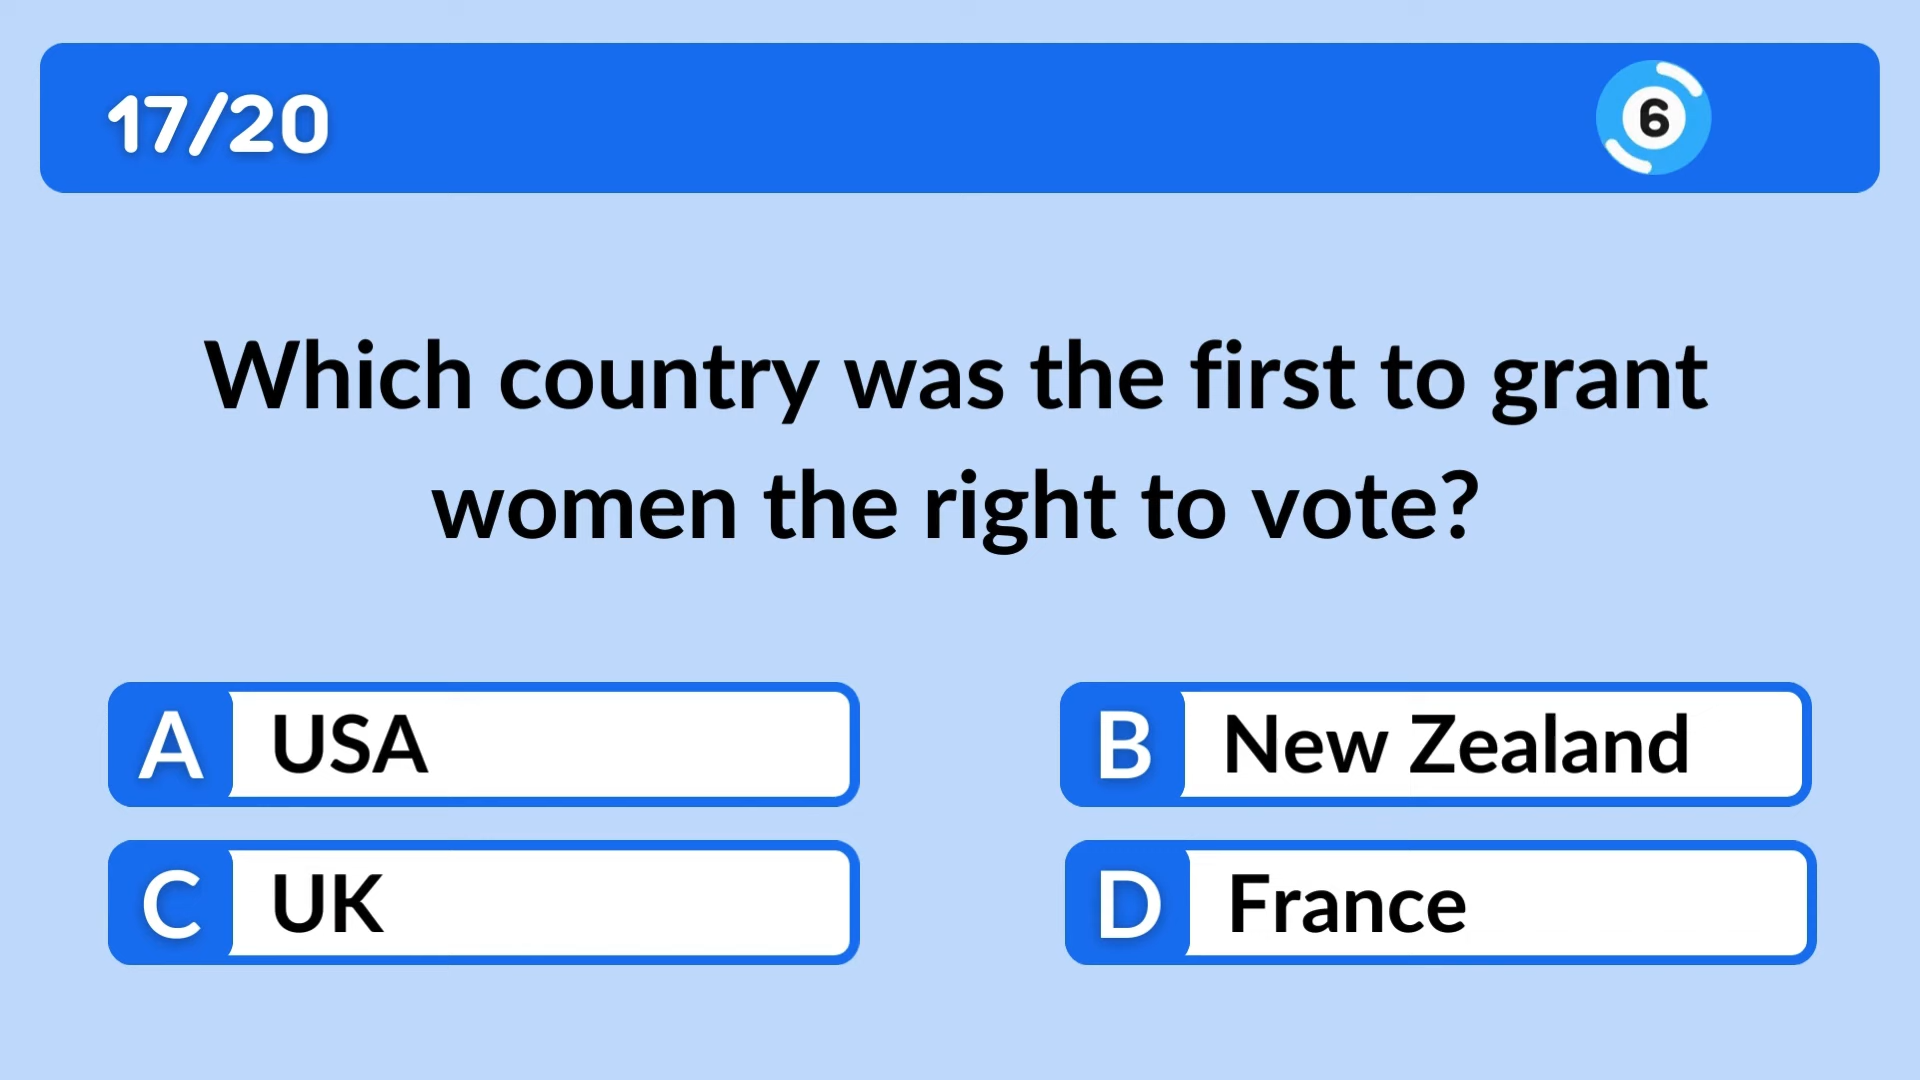 17/20
6
Which country was the first to grant
women the right to vote?
A USA
B New Zealand
C UK
D France